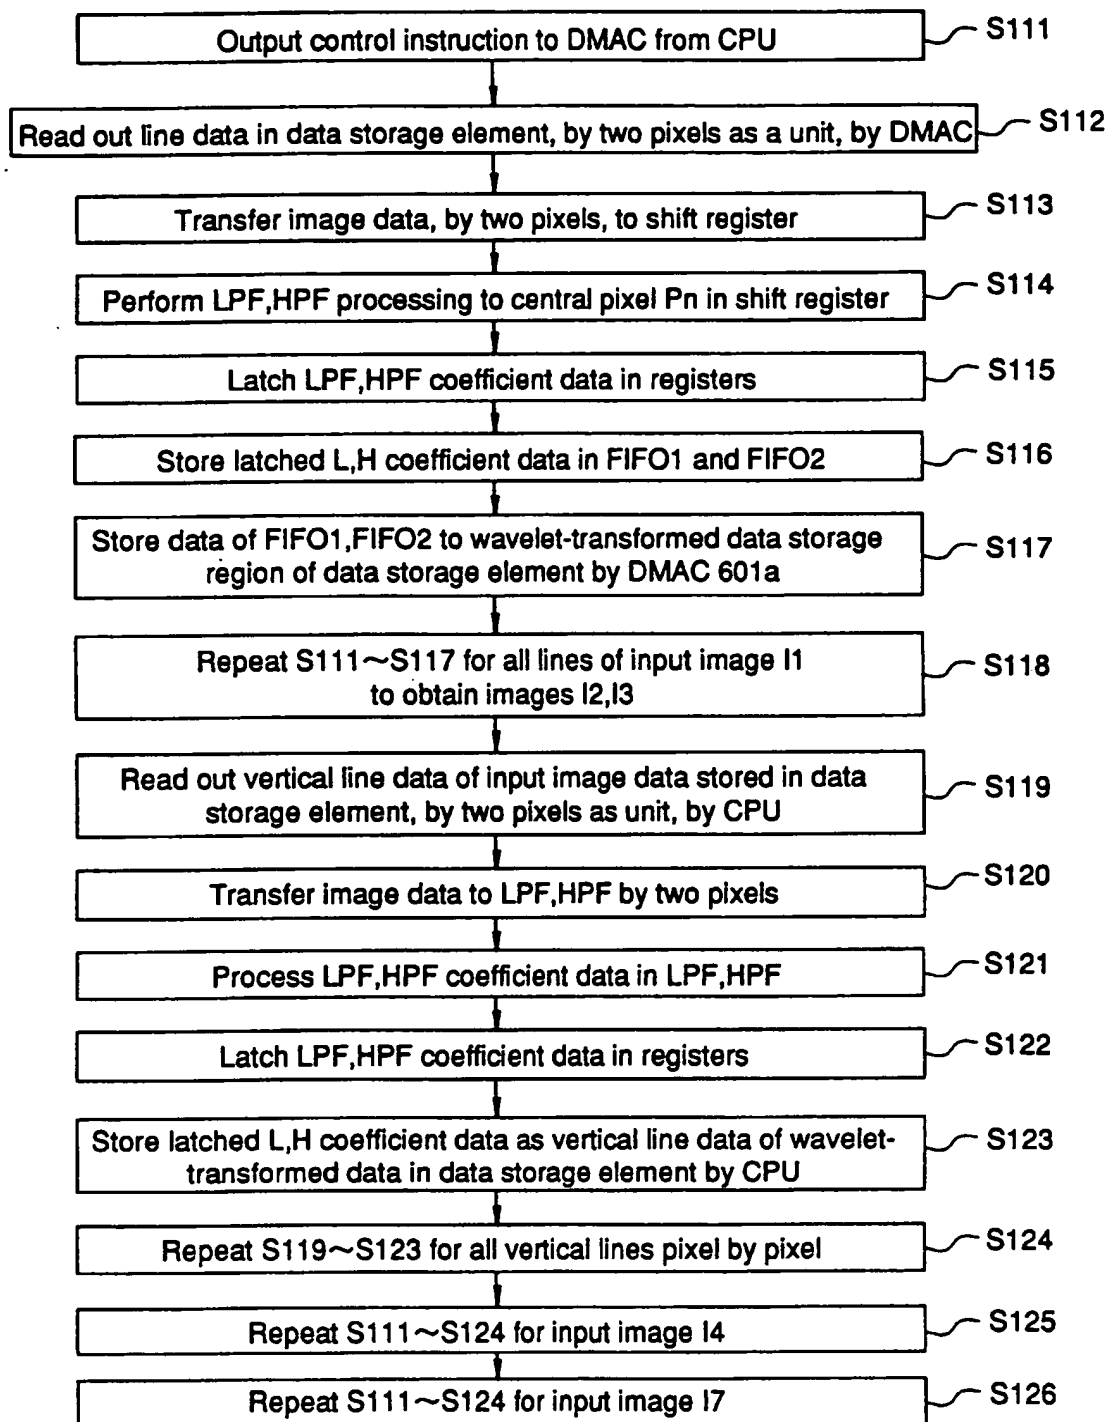 Output control instruction to DMAC from CPU
S111
Read out line data in data storage element, by two pixels as a unit, by DMAC
S112
Transfer image data, by two pixels, to shift register
S113
Perform LPF,HPF processing to central pixel Pn in shift register
S114
Latch LPF,HPF coefficient data in registers
S115
Store latched L,H coefficient data in FIFO1 and FIFO2
S116
Store data of FIFO1,FIFO2 to wavelet-transformed data storage
region of data storage element by DMAC 601a
S117
Repeat S111~S117 for all lines of input image I1
to obtain images I2,I3
S118
Read out vertical line data of input image data stored in data
storage element, by two pixels as unit, by CPU
S119
Transfer image data to LPF,HPF by two pixels
S120
Process LPF,HPF coefficient data in LPF,HPF
S121
Latch LPF,HPF coefficient data in registers
S122
Store latched L,H coefficient data as vertical line data of wavelet-
transformed data in data storage element by CPU
S123
Repeat S119~S123 for all vertical lines pixel by pixel
S124
Repeat S111~S124 for input image I4
S125
Repeat S111~S124 for input image I7
S126